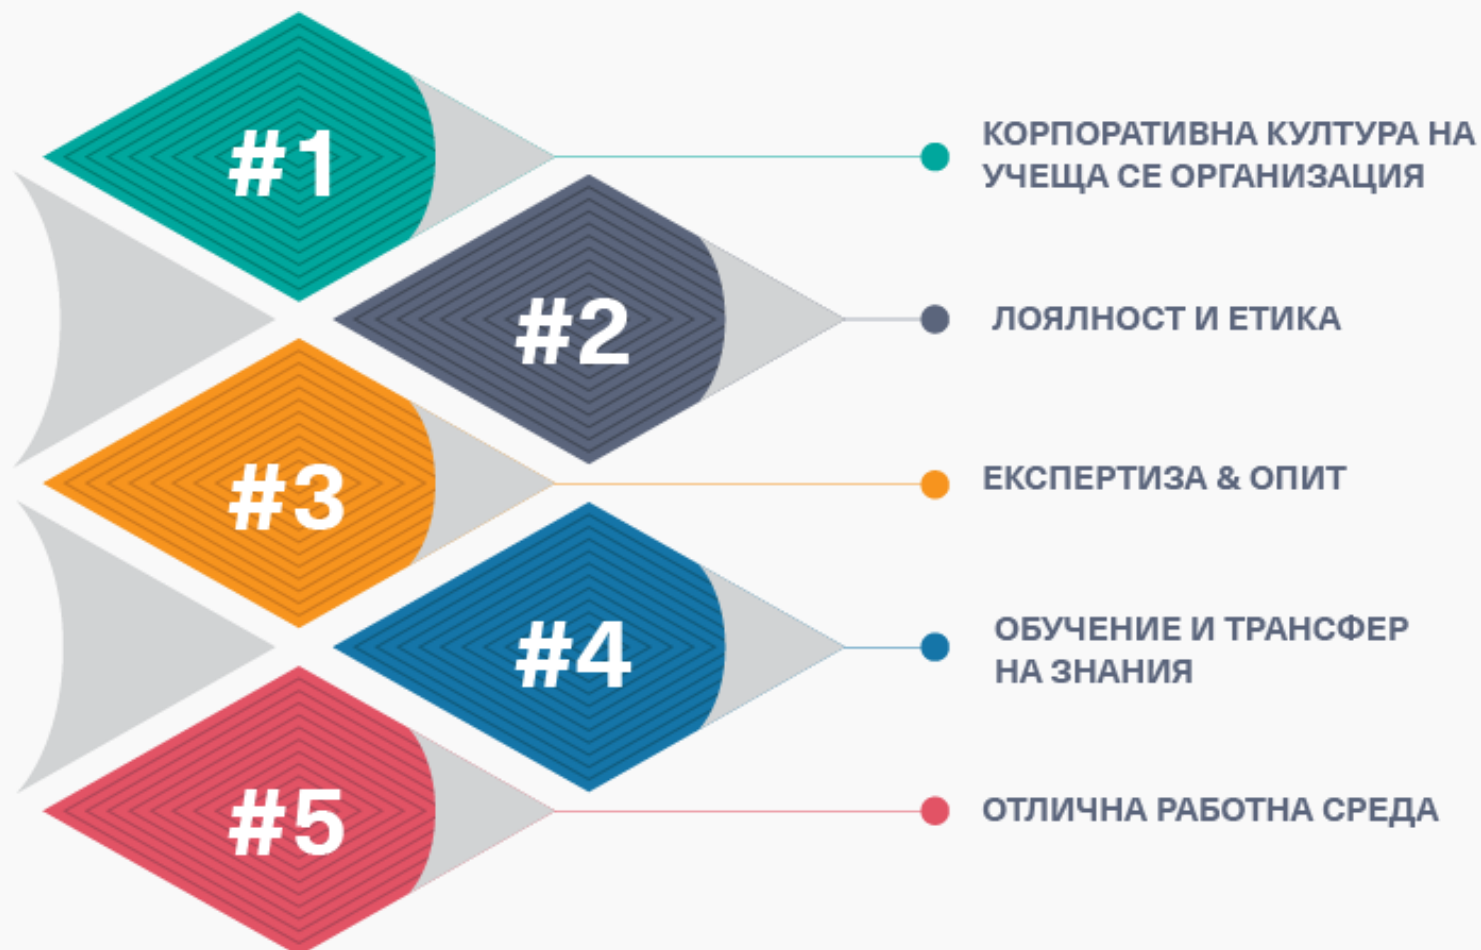 #1
КОРПОРАТИВНА КУЛТУРА НА
УЧЕЩА СЕ ОРГАНИЗАЦИЯ
#2
ЛОЯЛНОСТ И ЕТИКА
#3
ЕКСПЕРТИЗА & ОПИТ
#4
ОБУЧЕНИЕ И ТРАНСФЕР
НА ЗНАНИЯ
#5
ОТЛИЧНА РАБОТНА СРЕДА